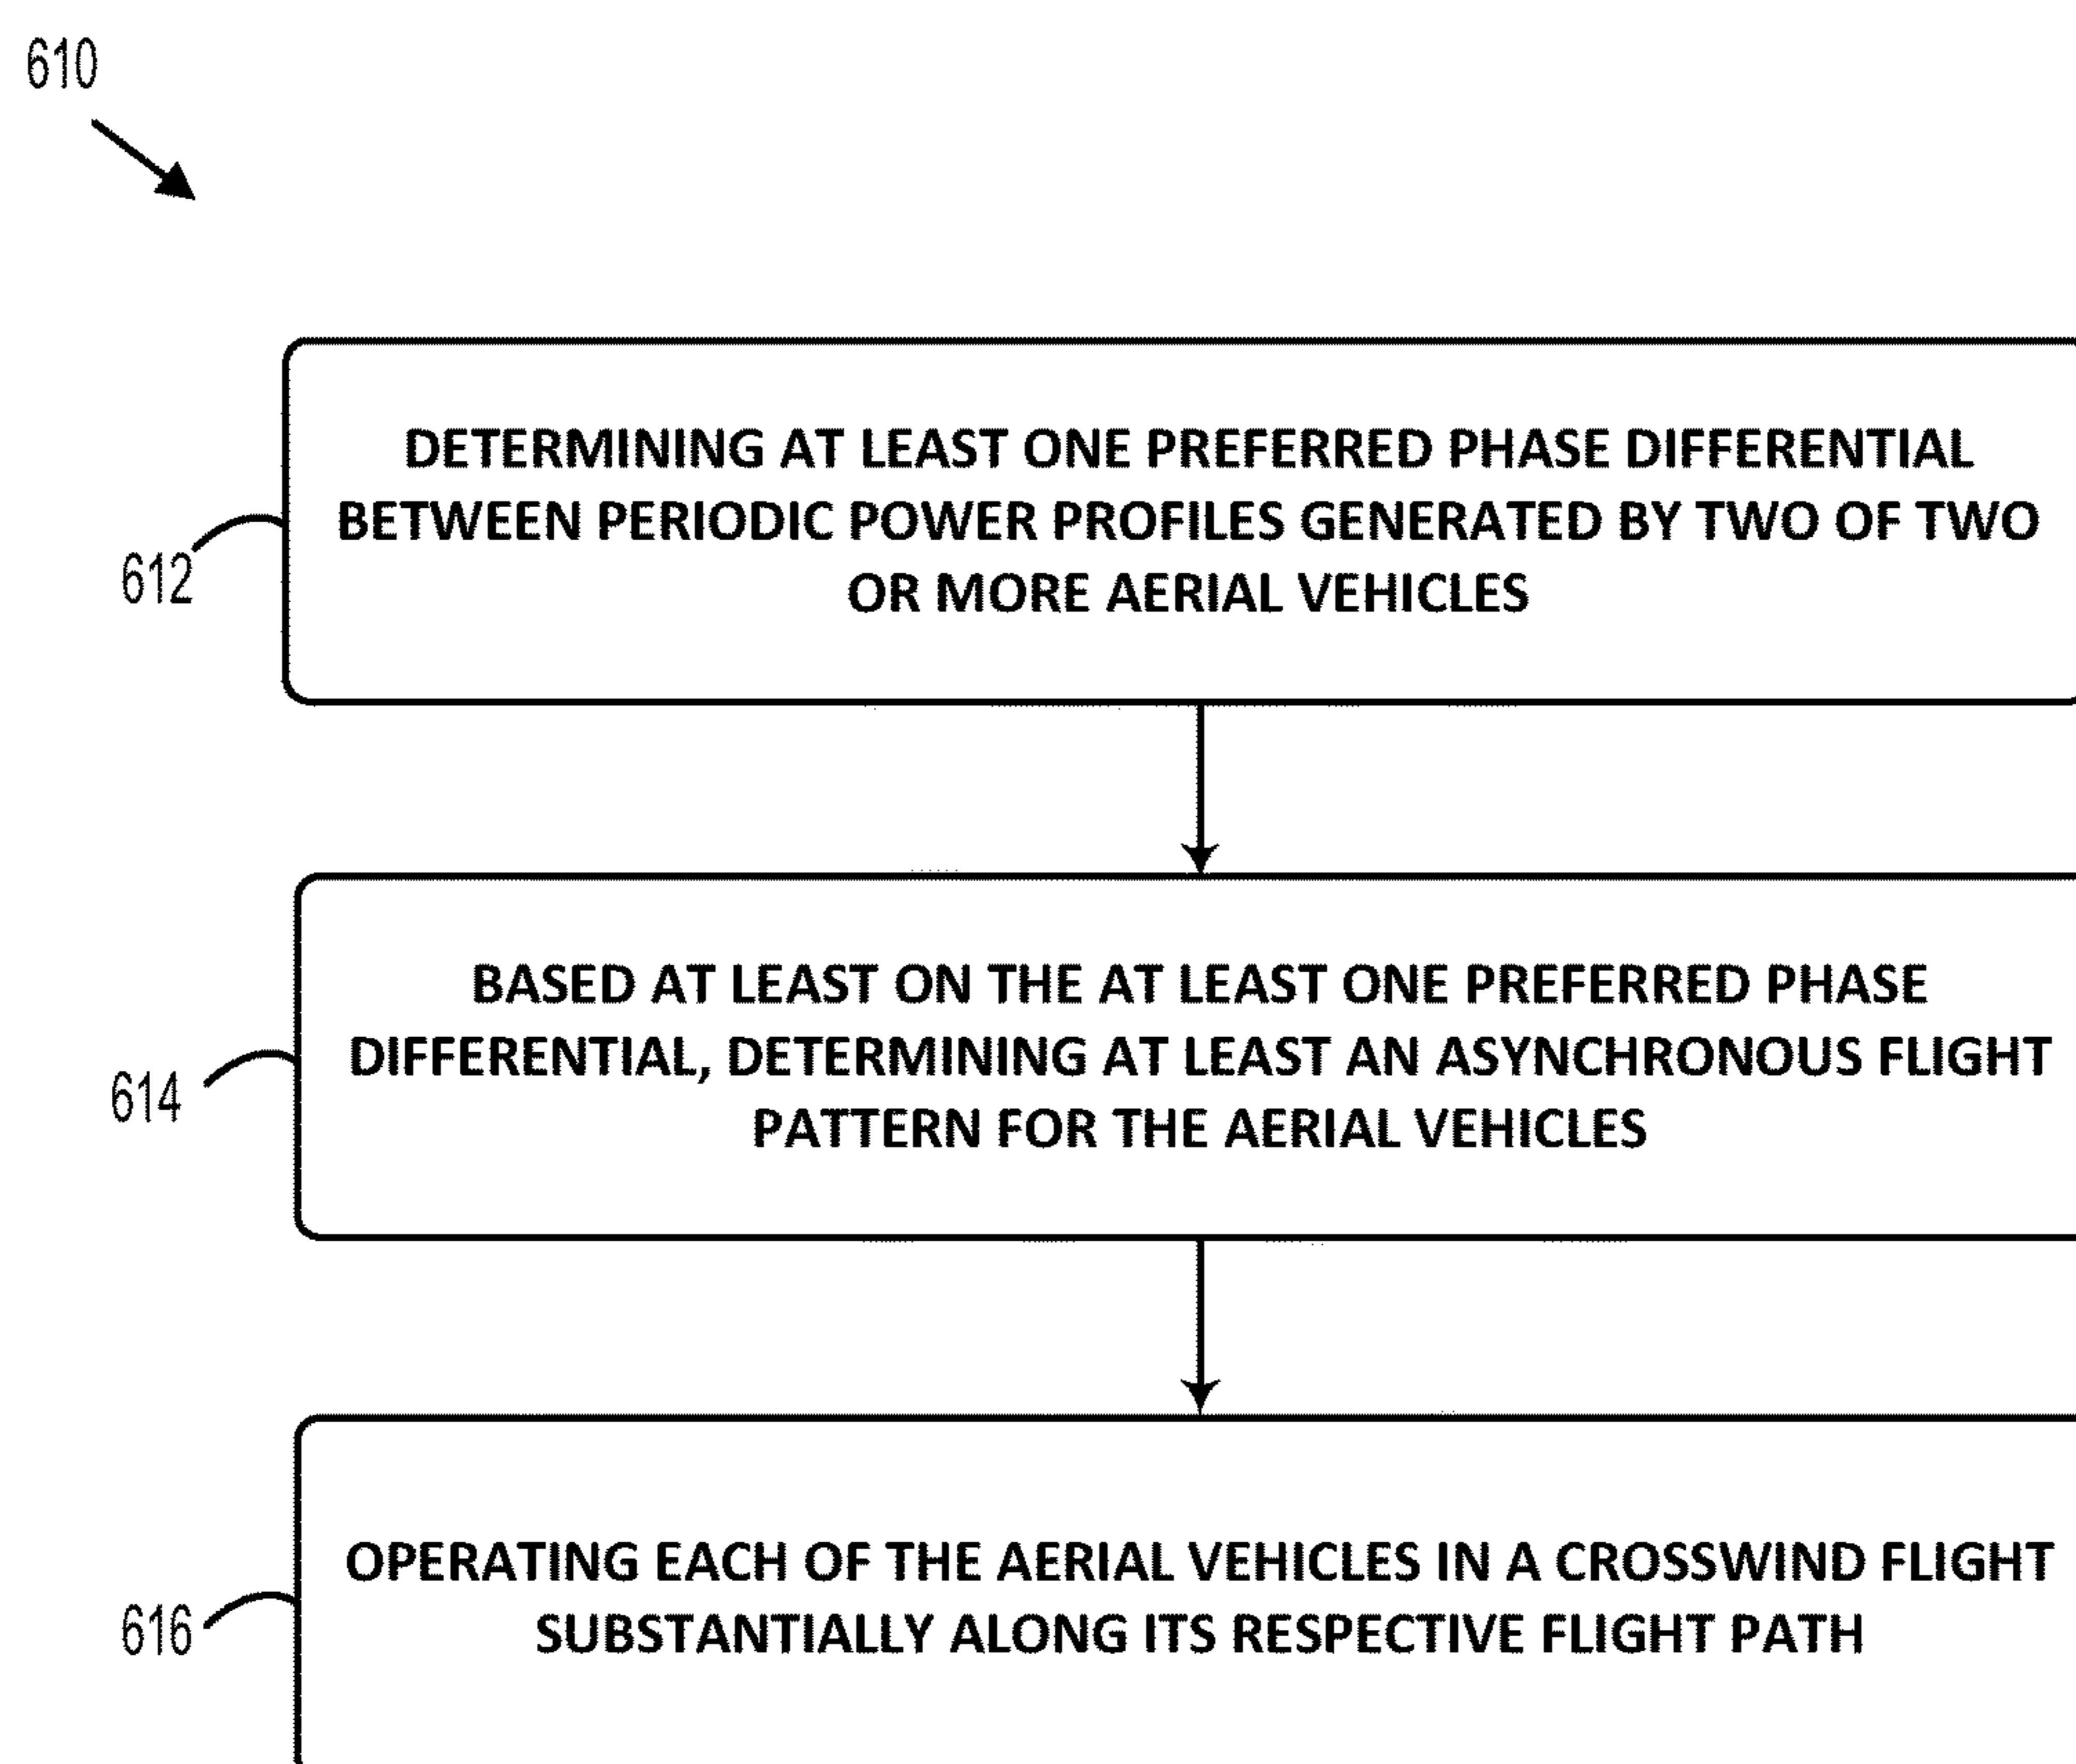 610
DETERMINING AT LEAST ONE PREFERRED PHASE DIFFERENTIAL
BETWEEN PERIODIC POWER PROFILES GENERATED BY TWO OF TWO
OR MORE AERIAL VEHICLES
612
BASED AT LEAST ON THE AT LEAST ONE PREFERRED PHASE
DIFFERENTIAL, DETERMINING AT LEAST AN ASYNCHRONOUS FLIGHT
PATTERN FOR THE AERIAL VEHICLES
614
OPERATING EACH OF THE AERIAL VEHICLES IN A CROSSWIND FLIGHT
SUBSTANTIALLY ALONG ITS RESPECTIVE FLIGHT PATH
616